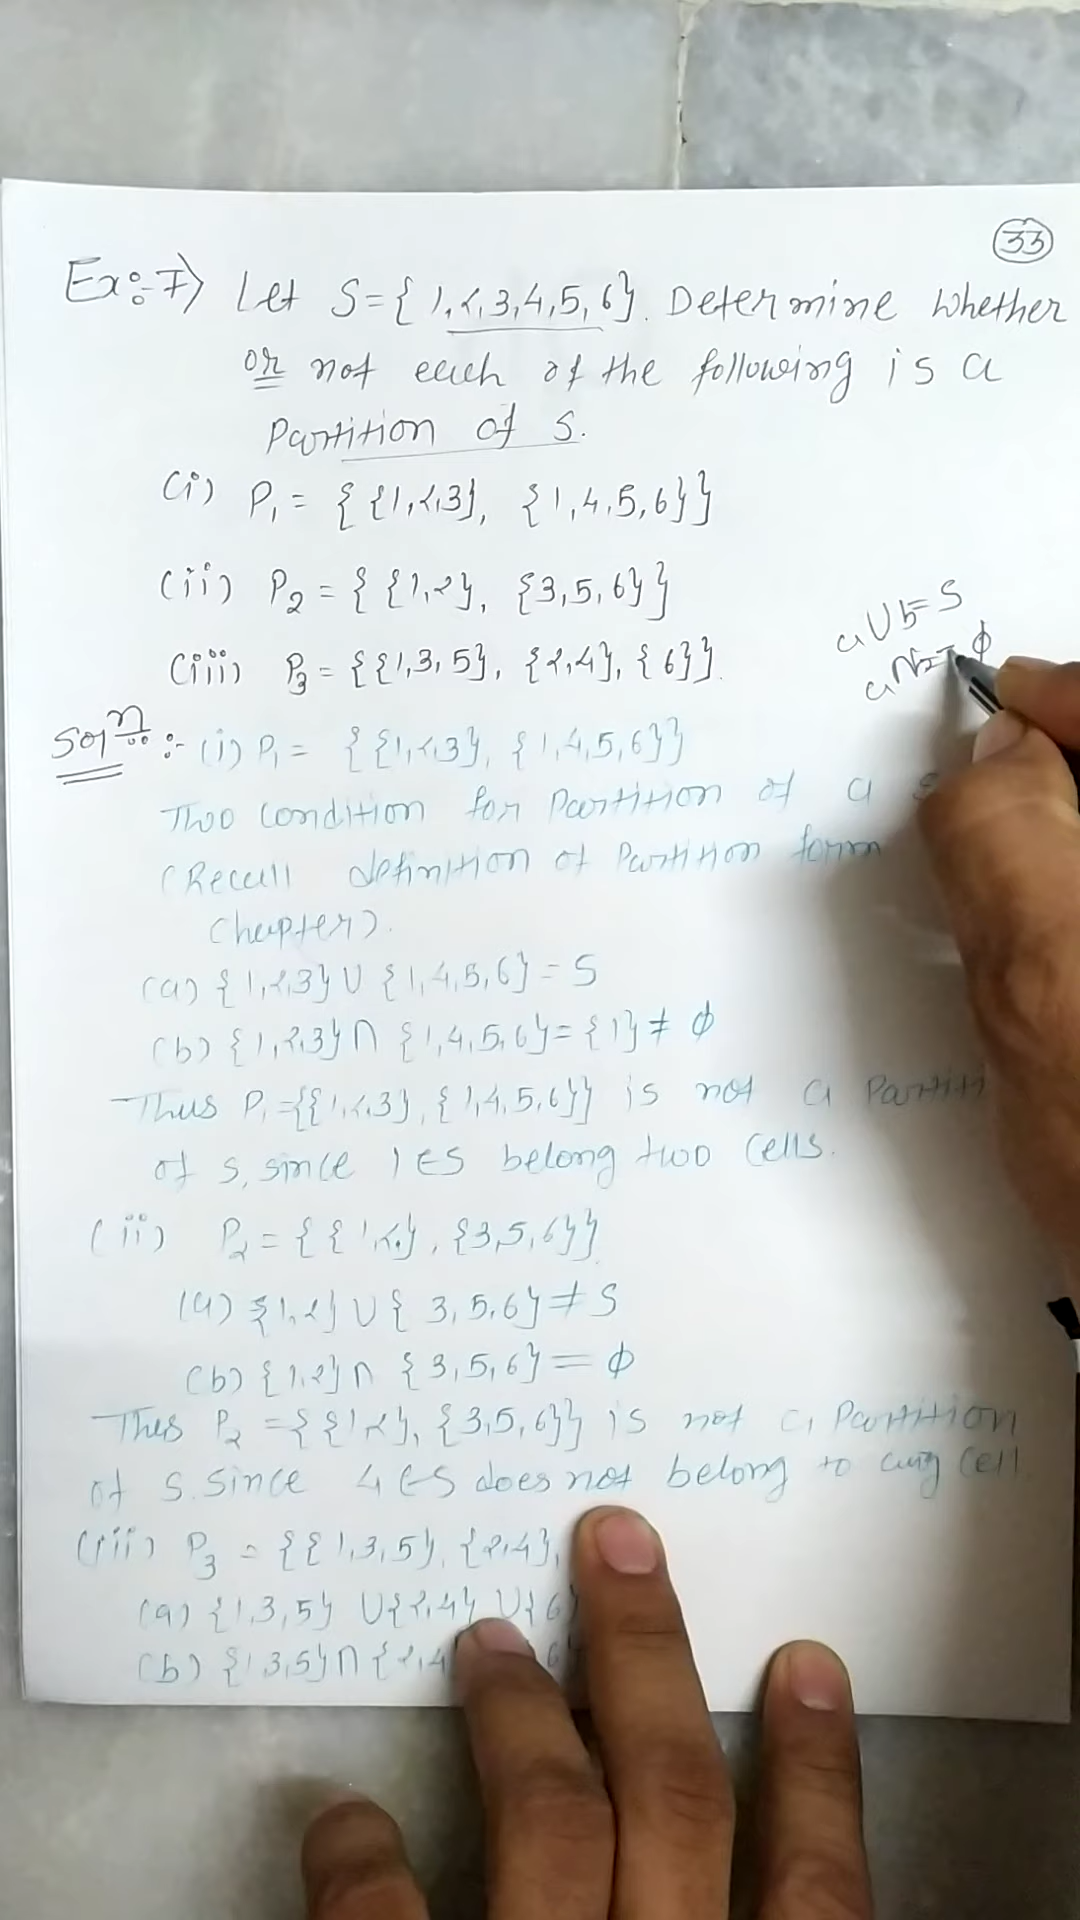 33
Ex:-7) Let S={1,2,3,4,5,6}. Determine whether
or not each of the following is a
Partition of S.
(i) P₁ = {{1,2,3}, {1,4,5,6}}
(ii) P₂ = {{1,2}, {3,5,6}}
(iii) P₃ = {{1,3,5}, {2,4}, {6}}.
a∪b=S
a∩ = ϕ
Solⁿ :- (i) P₁ = {{1,2,3}, {1,4,5,6}}
Two condition for Partition of a
(Recall definition of Partition form
Chapter).
(a) {1,2,3} ∪ {1,4,5,6} = S
(b) {1,2,3} ∩ {1,4,5,6} = {1} ≠ ϕ
Thus P₁={{1,2,3}, {1,4,5,6}} is not a Partiti
of S, since 1∈S belong two cells.
(ii) P₂ = {{1,2}, {3,5,6}}
(a) {1,2} ∪ {3,5,6} ≠ S
(b) {1,2} ∩ {3,5,6} = ϕ
Thus P₂ = {{1,2}, {3,5,6}} is not a Partition
of S. Since 4∈S does not belong to any Cell.
(iii) P₃ = {{1,3,5}, {2,4},
(a) {1,3,5} ∪ {2,4} ∪ {6}
(b) {1,3,5} ∩ {2,4 6